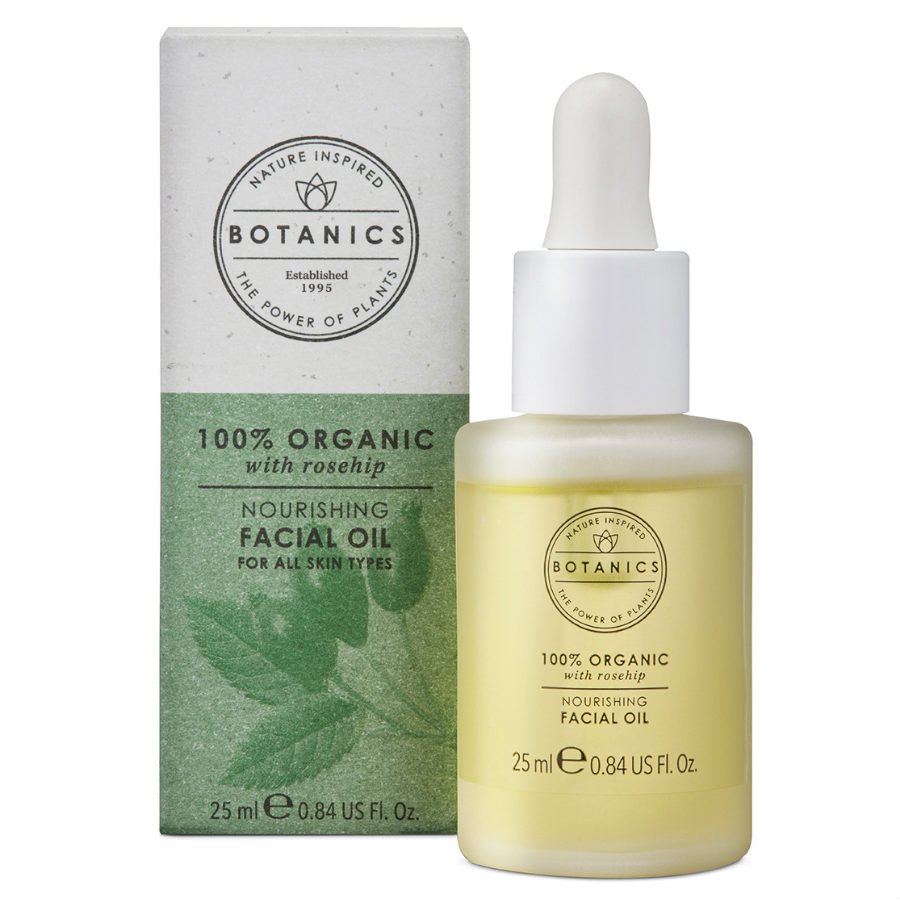 NATURE INSPIRED
BOTANICS
Established
1995
THE POWER OF PLANTS
100% ORGANIC
with rosehip
NOURISHING
FACIAL OIL
FOR ALL SKIN TYPES
25 ml ℮ 0.84 US Fl. Oz.
NATURE INSPIRED
BOTANICS
THE POWER OF PLANTS
100% ORGANIC
with rosehip
NOURISHING
FACIAL OIL
25 ml ℮ 0.84 US Fl. Oz.